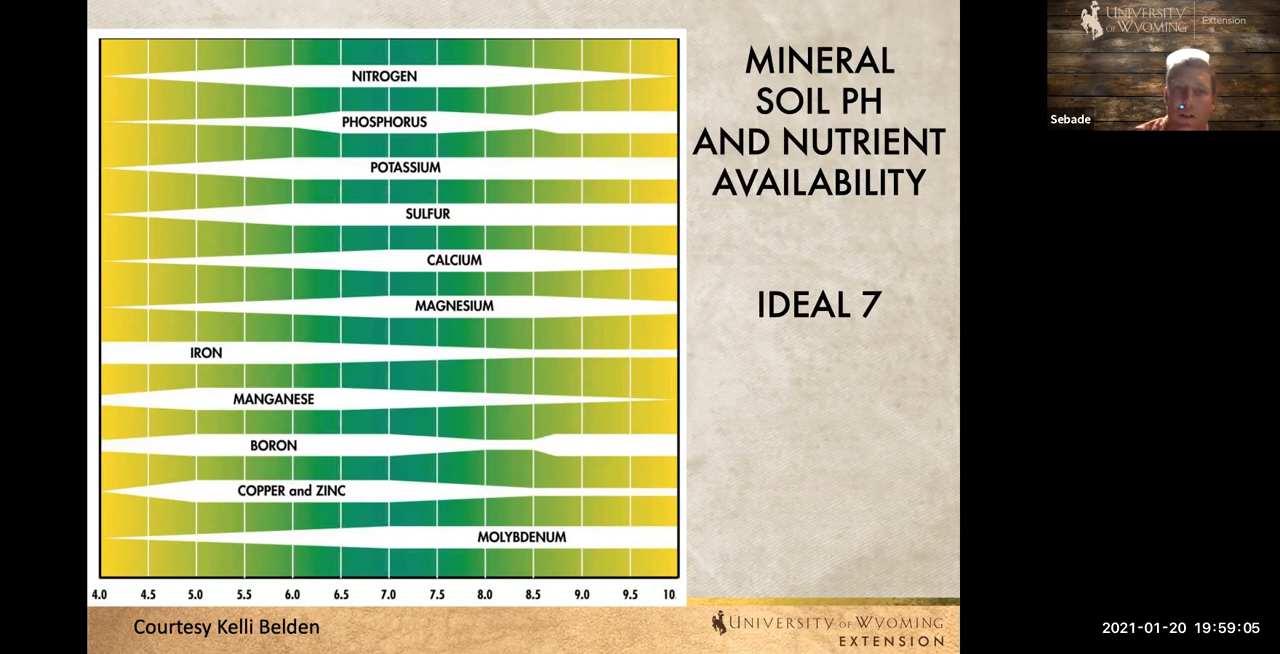 NITROGEN
PHOSPHORUS
POTASSIUM
SULFUR
CALCIUM
MAGNESIUM
IRON
MANGANESE
BORON
COPPER and ZINC
MOLYBDENUM
4.0 4.5 5.0 5.5 6.0 6.5 7.0 7.5 8.0 8.5 9.0 9.5 10
Courtesy Kelli Belden
MINERAL
SOIL PH
AND NUTRIENT
AVAILABILITY
IDEAL 7
UNIVERSITY OF WYOMING
EXTENSION
UNIVERSITY
OF WYOMING
Extension
Sebade
2021-01-20 19:59:05